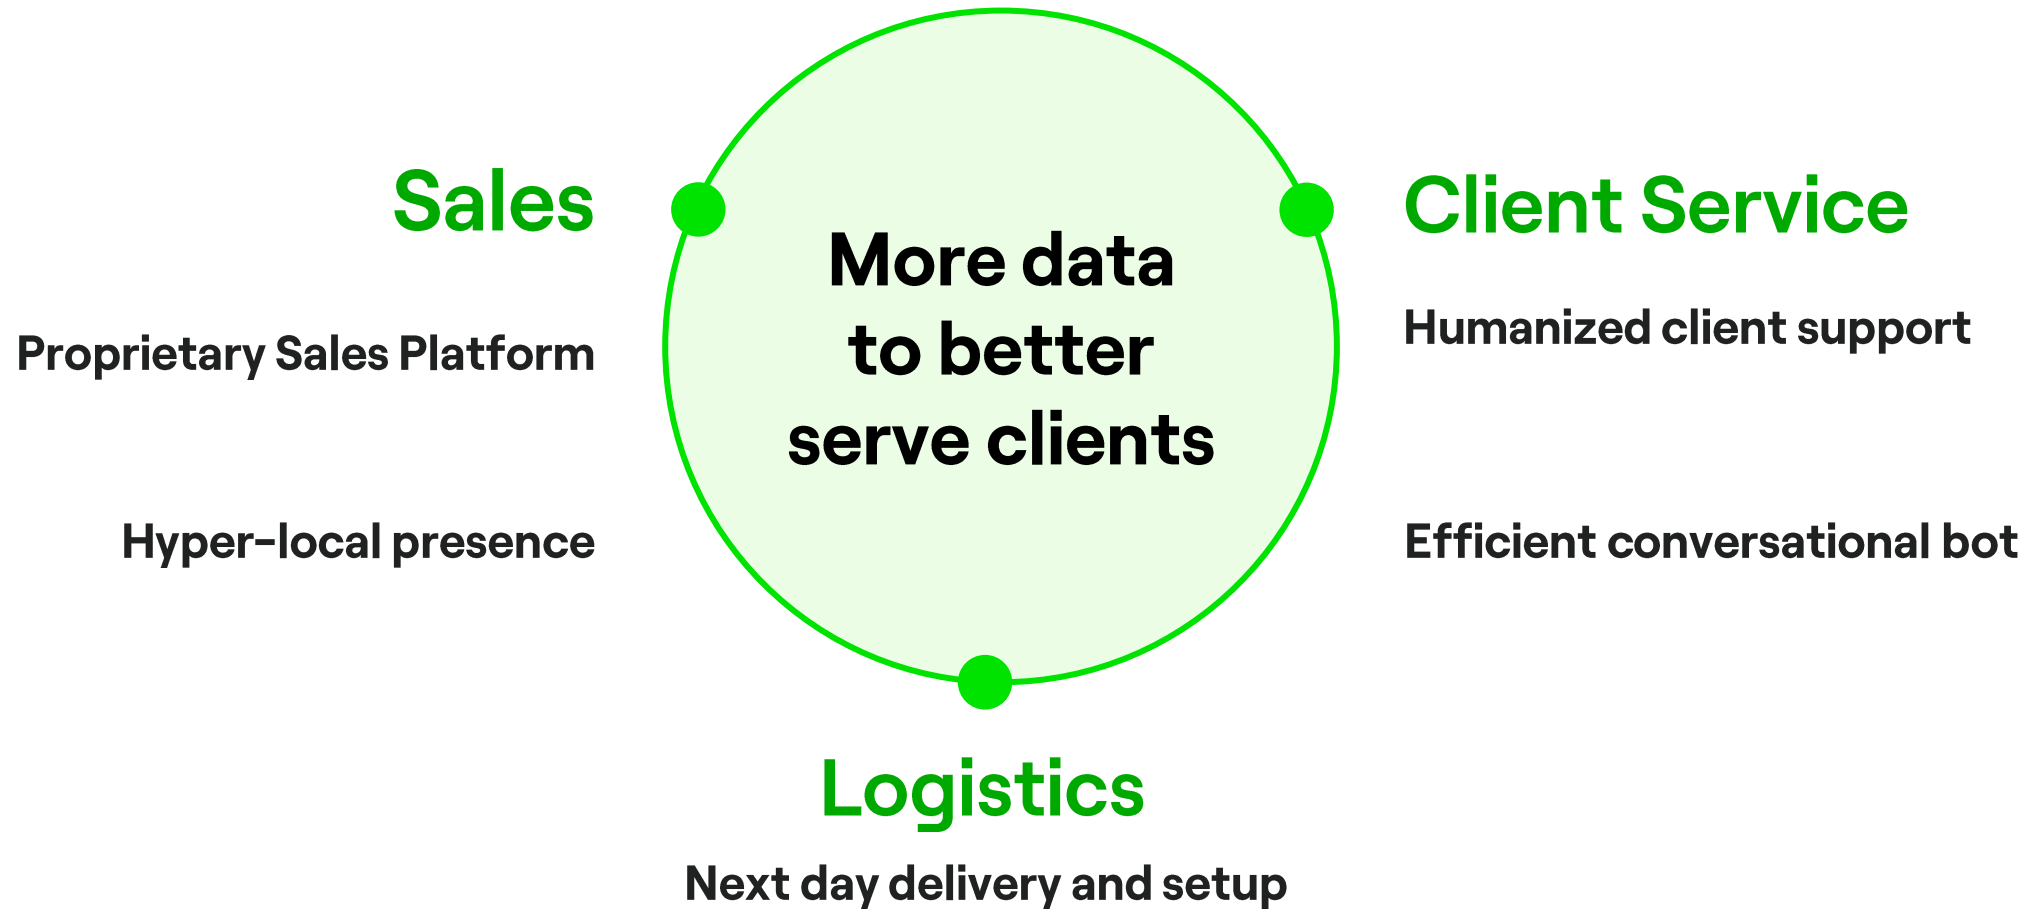 Sales
Proprietary Sales Platform
Hyper-local presence
More data
to better
serve clients
Client Service
Humanized client support
Efficient conversational bot
Logistics
Next day delivery and setup